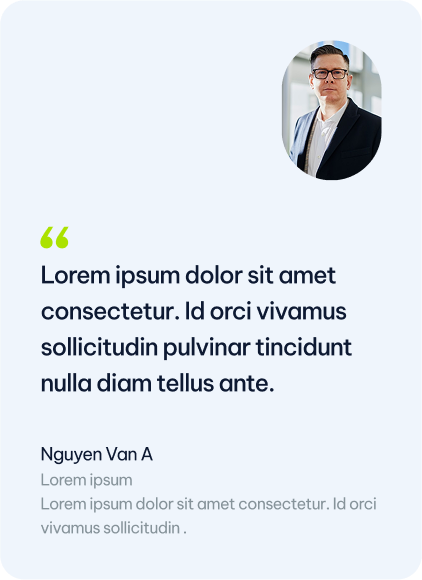 “
Lorem ipsum dolor sit amet
consectetur. Id orci vivamus
sollicitudin pulvinar tincidunt
nulla diam tellus ante.
Nguyen Van A
Lorem ipsum
Lorem ipsum dolor sit amet consectetur. Id orci
vivamus sollicitudin .